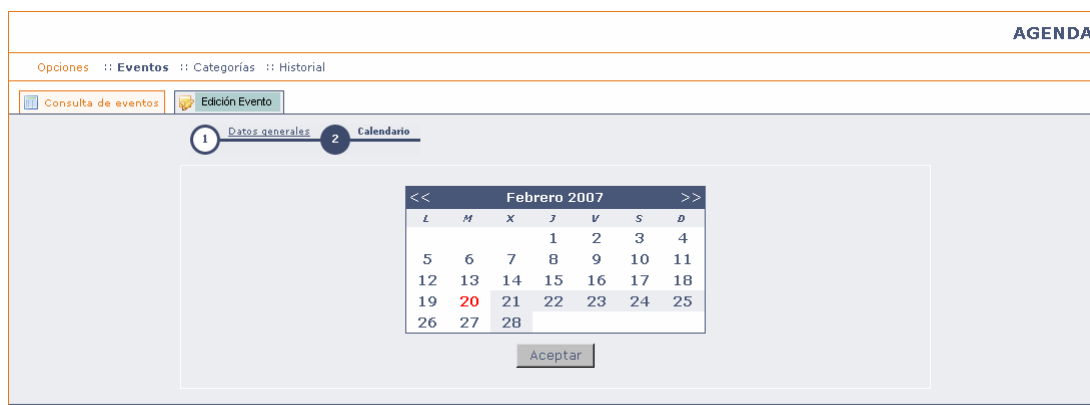 AGENDA
Opciones :: Eventos :: Categorías :: Historial
Consulta de eventos Edición Evento
1 Datos generales 2 Calendario
<< Febrero 2007 >>
L M X J V S D
1 2 3 4
5 6 7 8 9 10 11
12 13 14 15 16 17 18
19 20 21 22 23 24 25
26 27 28
Aceptar